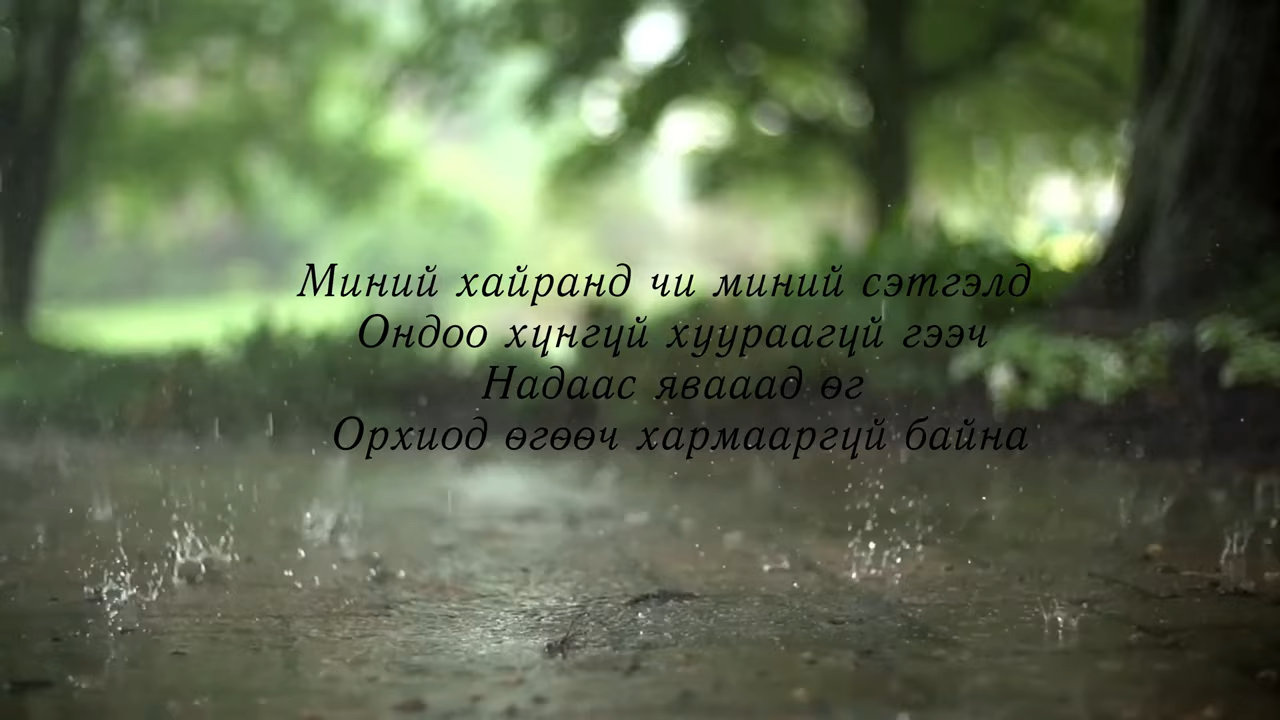 Миний хайранд чи миний сэтгэлд
Ондоо хүнгүй хуураагүй гээч
Надаас явааад өг
Орхиод өгөөч хармааргүй байна